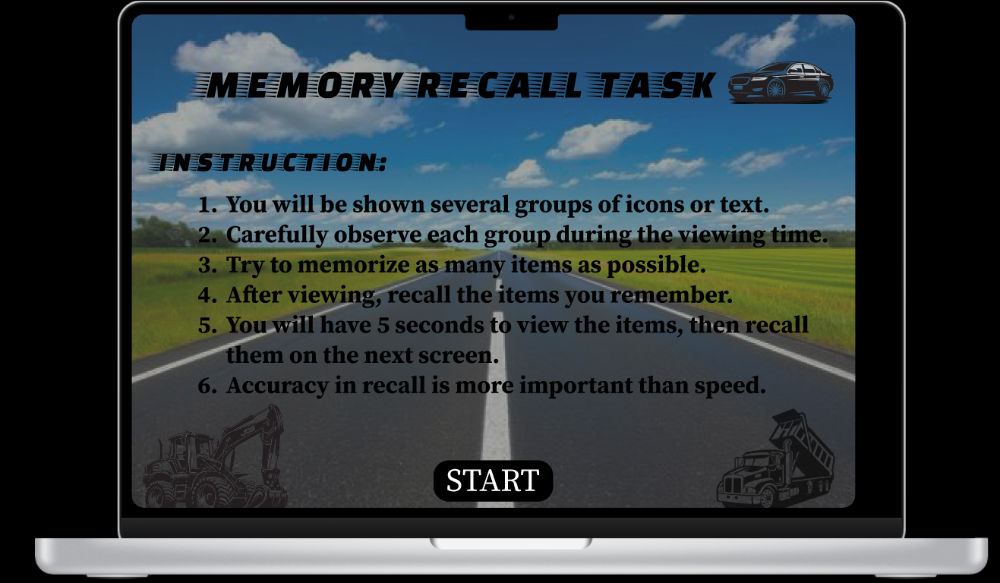 MEMORY RECALL TASK
INSTRUCTION:
1. You will be shown several groups of icons or text.
2. Carefully observe each group during the viewing time.
3. Try to memorize as many items as possible.
4. After viewing, recall the items you remember.
5. You will have 5 seconds to view the items, then recall
them on the next screen.
6. Accuracy in recall is more important than speed.
JCB
START